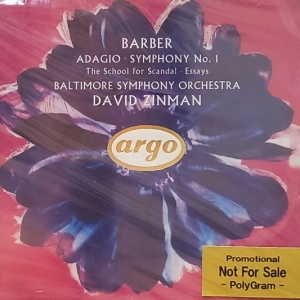 BARBER
ADAGIO · SYMPHONY No. 1
The School for Scandal · Essays
BALTIMORE SYMPHONY ORCHESTRA
DAVID ZINMAN
argo
Promotional
Not For Sale
- PolyGram -